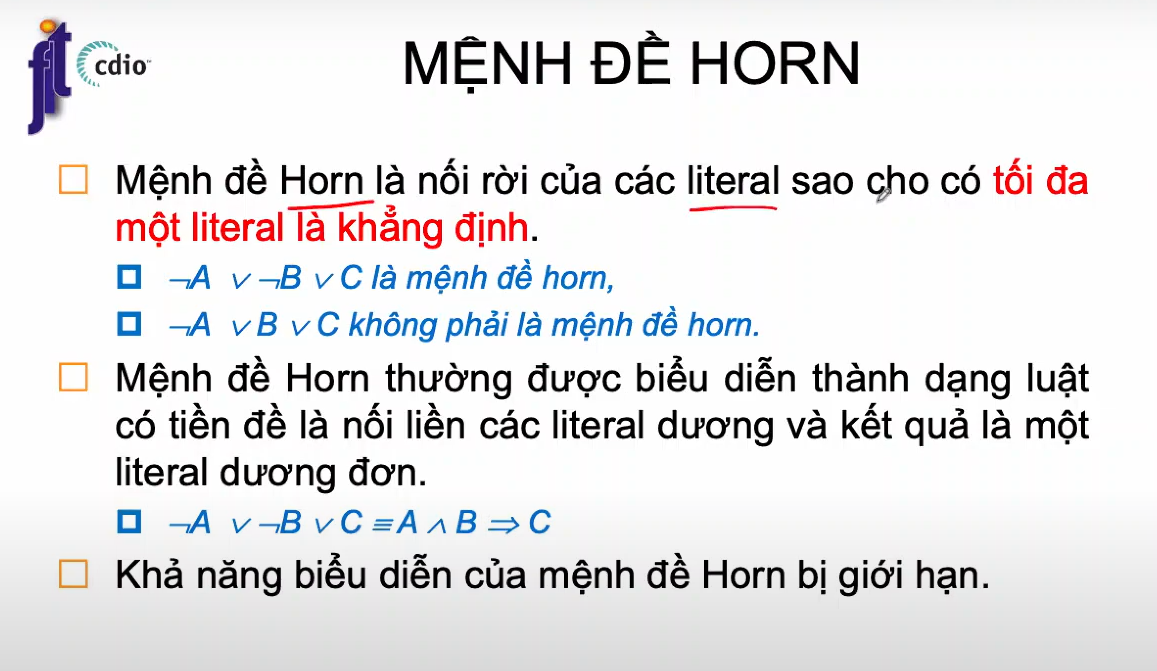 fit cdio™
MỆNH ĐỀ HORN
Mệnh đề Horn là nối rời của các literal sao cho có tối đa
một literal là khẳng định.
¬A ∨ ¬B ∨ C là mệnh đề horn,
¬A ∨ B ∨ C không phải là mệnh đề horn.
Mệnh đề Horn thường được biểu diễn thành dạng luật
có tiền đề là nối liền các literal dương và kết quả là một
literal dương đơn.
¬A ∨ ¬B ∨ C ≡ A ∧ B ⇒ C
Khả năng biểu diễn của mệnh đề Horn bị giới hạn.